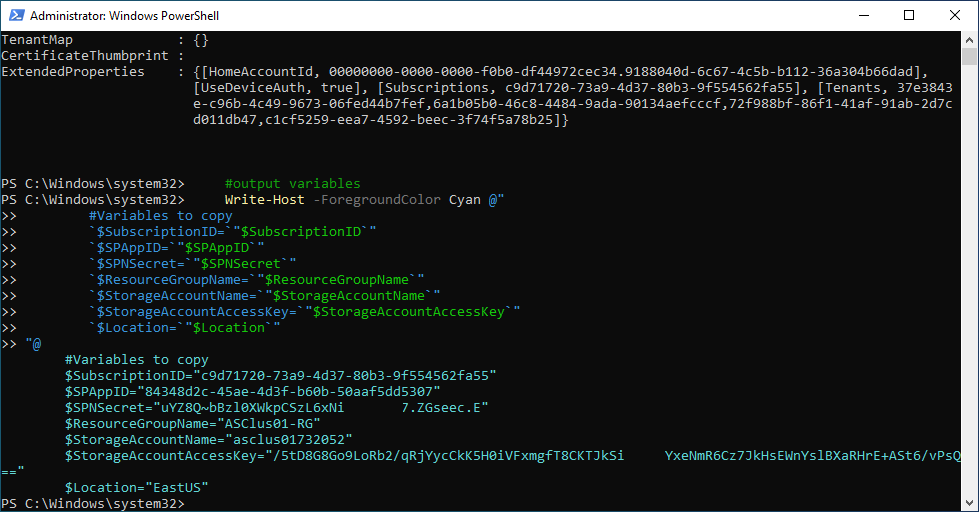 Administrator: Windows PowerShell
TenantMap             : {}
CertificateThumbprint :
ExtendedProperties    : {[HomeAccountId, 00000000-0000-0000-f0b0-df44972cec34.9188040d-6c67-4c5b-b112-36a304b66dad],
                        [UseDeviceAuth, true], [Subscriptions, c9d71720-73a9-4d37-80b3-9f554562fa55], [Tenants, 37e3843
                        e-c96b-4c49-9673-06fed44b7fef,6a1b05b0-46c8-4484-9ada-90134aefcccf,72f988bf-86f1-41af-91ab-2d7c
                        d011db47,c1cf5259-eea7-4592-beec-3f74f5a78b25]}
PS C:\Windows\system32>     #output variables
PS C:\Windows\system32>     Write-Host -ForegroundColor Cyan @"
>>         #Variables to copy
>>         `$SubscriptionID=`"$SubscriptionID`"
>>         `$SPAppID=`"$SPAppID`"
>>         `$SPNSecret=`"$SPNSecret`"
>>         `$ResourceGroupName=`"$ResourceGroupName`"
>>         `$StorageAccountName=`"$StorageAccountName`"
>>         `$StorageAccountAccessKey=`"$StorageAccountAccessKey`"
>>         `$Location=`"$Location`"
>> "@
        #Variables to copy
        $SubscriptionID="c9d71720-73a9-4d37-80b3-9f554562fa55"
        $SPAppID="84348d2c-45ae-4d3f-b60b-50aaf5dd5307"
        $SPNSecret="uYZ8Q~bBzl0XWkpCSzL6xNi       7.ZGseec.E"
        $ResourceGroupName="ASClus01-RG"
        $StorageAccountName="asclus01732052"
        $StorageAccountAccessKey="/5tD8G8Go9LoRb2/qRjYycCkK5H0iVFxmgfT8CKTJkSi     YxeNmR6Cz7JkHsEWnYslBXaRHrE+ASt6/vPsQ
=="
        $Location="EastUS"
PS C:\Windows\system32>